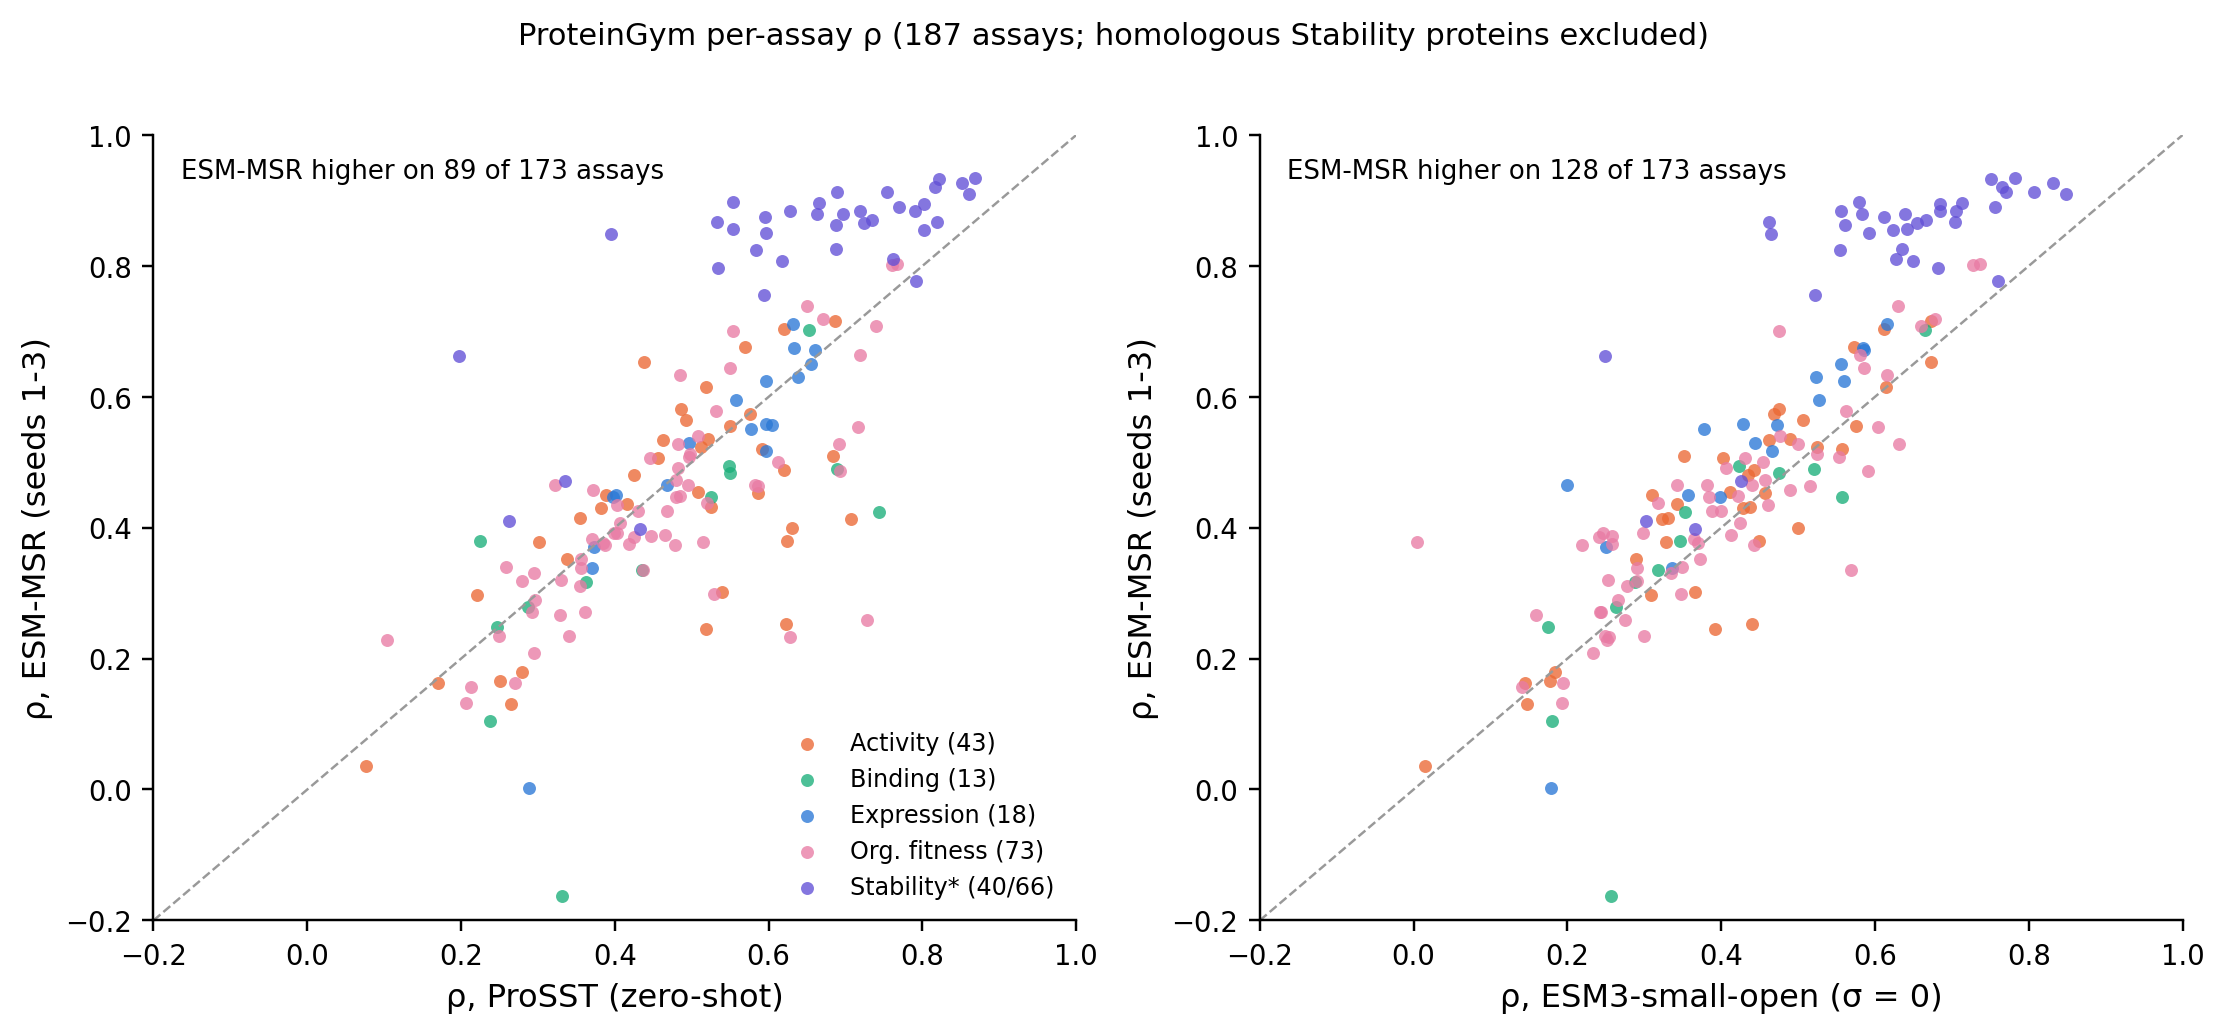 ProteinGym per-assay ρ (187 assays; homologous Stability proteins excluded)
ESM-MSR higher on 89 of 173 assays
1.0
0.8
0.6
0.4
0.2
0.0
−0.2
ρ, ESM-MSR (seeds 1-3)
Activity (43)
Binding (13)
Expression (18)
Org. fitness (73)
Stability* (40/66)
−0.2 0.0 0.2 0.4 0.6 0.8 1.0
ρ, ProSST (zero-shot)
ESM-MSR higher on 128 of 173 assays
1.0
0.8
0.6
0.4
0.2
0.0
−0.2
ρ, ESM-MSR (seeds 1-3)
−0.2 0.0 0.2 0.4 0.6 0.8 1.0
ρ, ESM3-small-open (σ = 0)